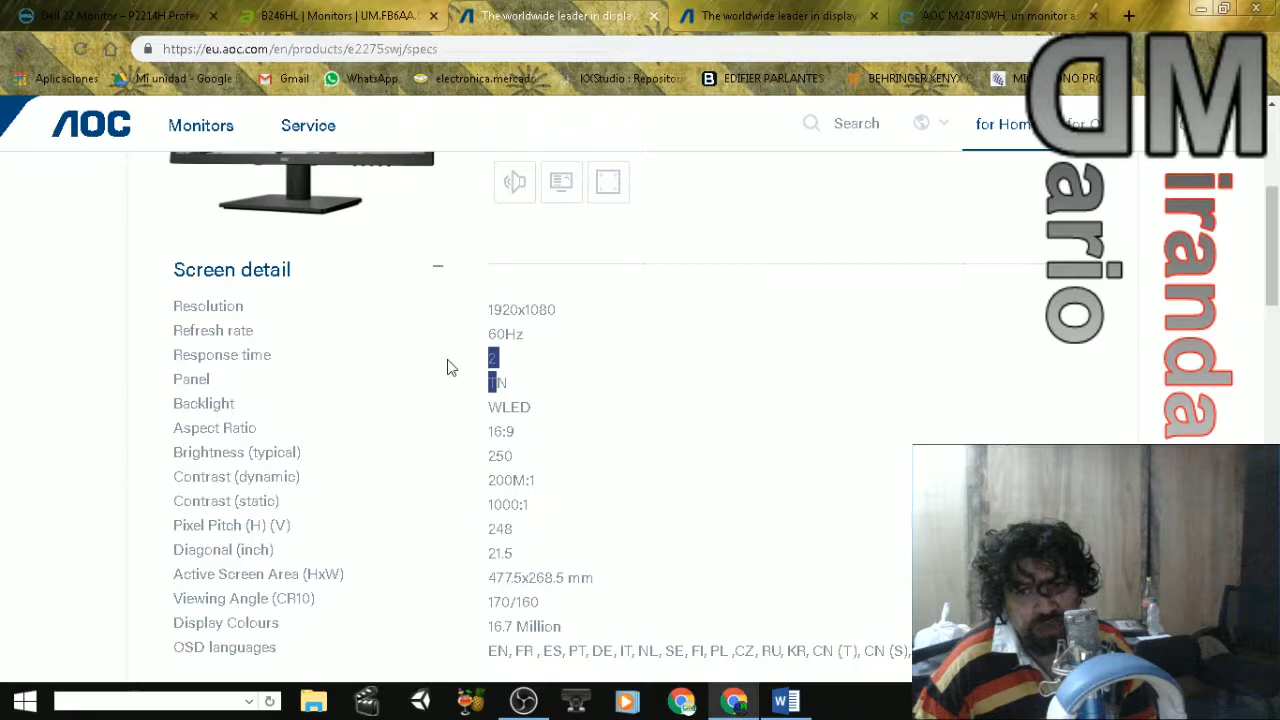 Dell 22 Monitor – P2214H Profe
B246HL | Monitors | UM.FB6AA.
The worldwide leader in display
The worldwide leader in display
AOC M2470SWH, un monitor a
https://eu.aoc.com/en/products/e2275swj/specs
Aplicaciones
Mi unidad - Google
Gmail
WhatsApp
electronica.mercado
KXStudio : Reposito
EDIFIER PARLANTES
BEHRINGER XENYX
PRO
AOC
Monitors
Service
Search
for Hom
Screen detail
Resolution 1920x1080
Refresh rate 60Hz
Response time 2
Panel TN
Backlight WLED
Aspect Ratio 16:9
Brightness (typical) 250
Contrast (dynamic) 200M:1
Contrast (static) 1000:1
Pixel Pitch (H) (V) 248
Diagonal (inch) 21.5
Active Screen Area (HxW) 477.5x268.5 mm
Viewing Angle (CR10) 170/160
Display Colours 16.7 Million
OSD languages EN, FR , ES, PT, DE, IT, NL, SE, FI, PL ,CZ, RU, KR, CN (T), CN (S),
Dario
Miranda